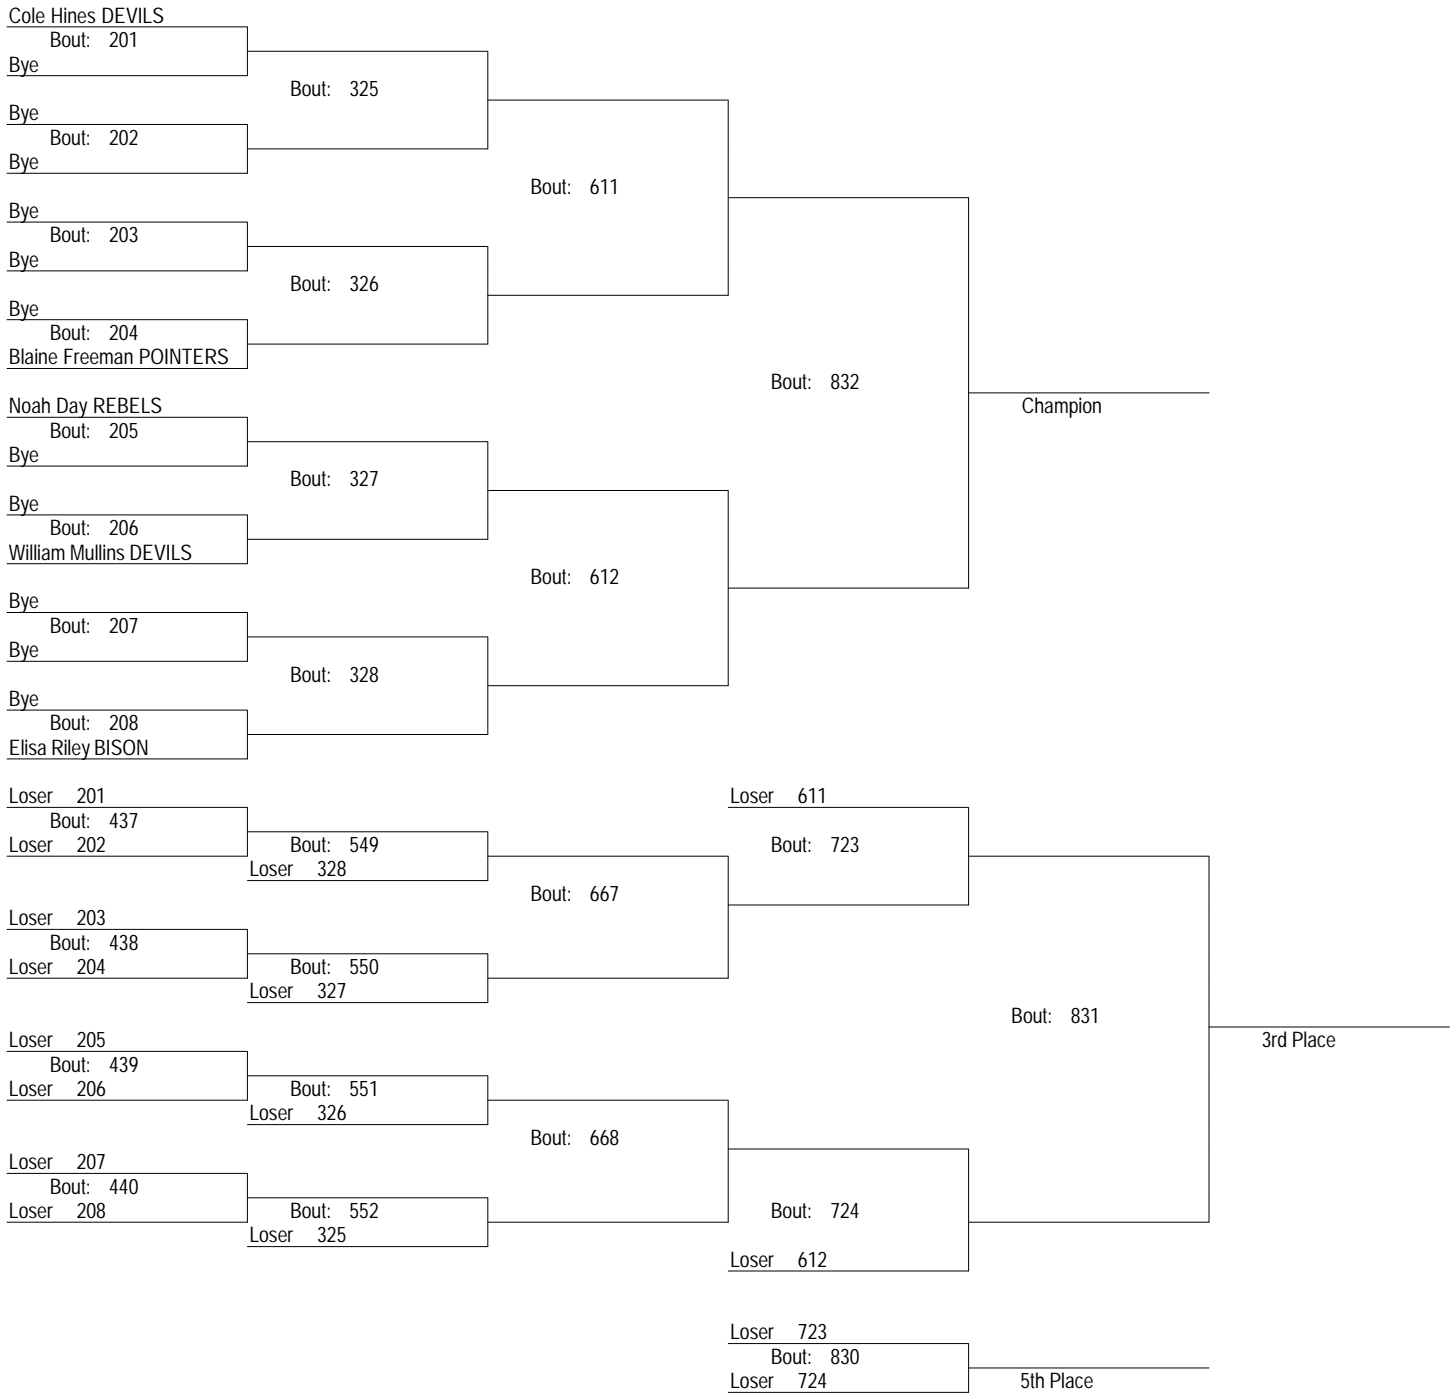 Cole Hines DEVILS
Bout: 201
Bye
Bout: 325
Bye
Bout: 202
Bye
Bout: 611
Bye
Bout: 203
Bye
Bout: 326
Bye
Bout: 204
Blaine Freeman POINTERS
Bout: 832
Champion
Noah Day REBELS
Bout: 205
Bye
Bout: 327
Bye
Bout: 206
William Mullins DEVILS
Bout: 612
Bye
Bout: 207
Bye
Bout: 328
Bye
Bout: 208
Elisa Riley BISON
Loser 201
Bout: 437
Loser 202
Bout: 549
Loser 328
Bout: 667
Loser 611
Bout: 723
Loser 203
Bout: 438
Loser 204
Bout: 550
Loser 327
Bout: 831
3rd Place
Loser 205
Bout: 439
Loser 206
Bout: 551
Loser 326
Bout: 668
Loser 207
Bout: 440
Loser 208
Bout: 552
Loser 325
Bout: 724
Loser 612
Loser 723
Bout: 830
Loser 724
5th Place